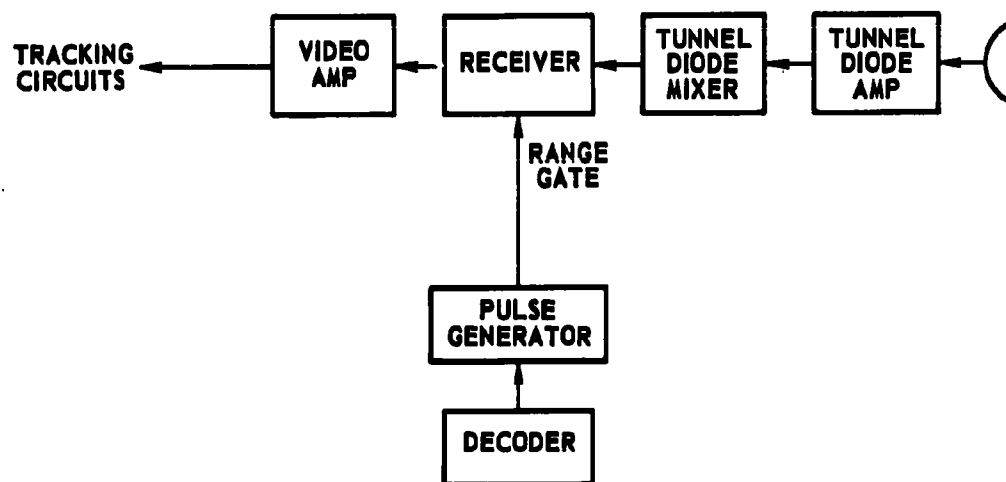 TRACKING
CIRCUITS
VIDEO
AMP
RECEIVER
TUNNEL
DIODE
MIXER
TUNNEL
DIODE
AMP
RANGE
GATE
PULSE
GENERATOR
DECODER